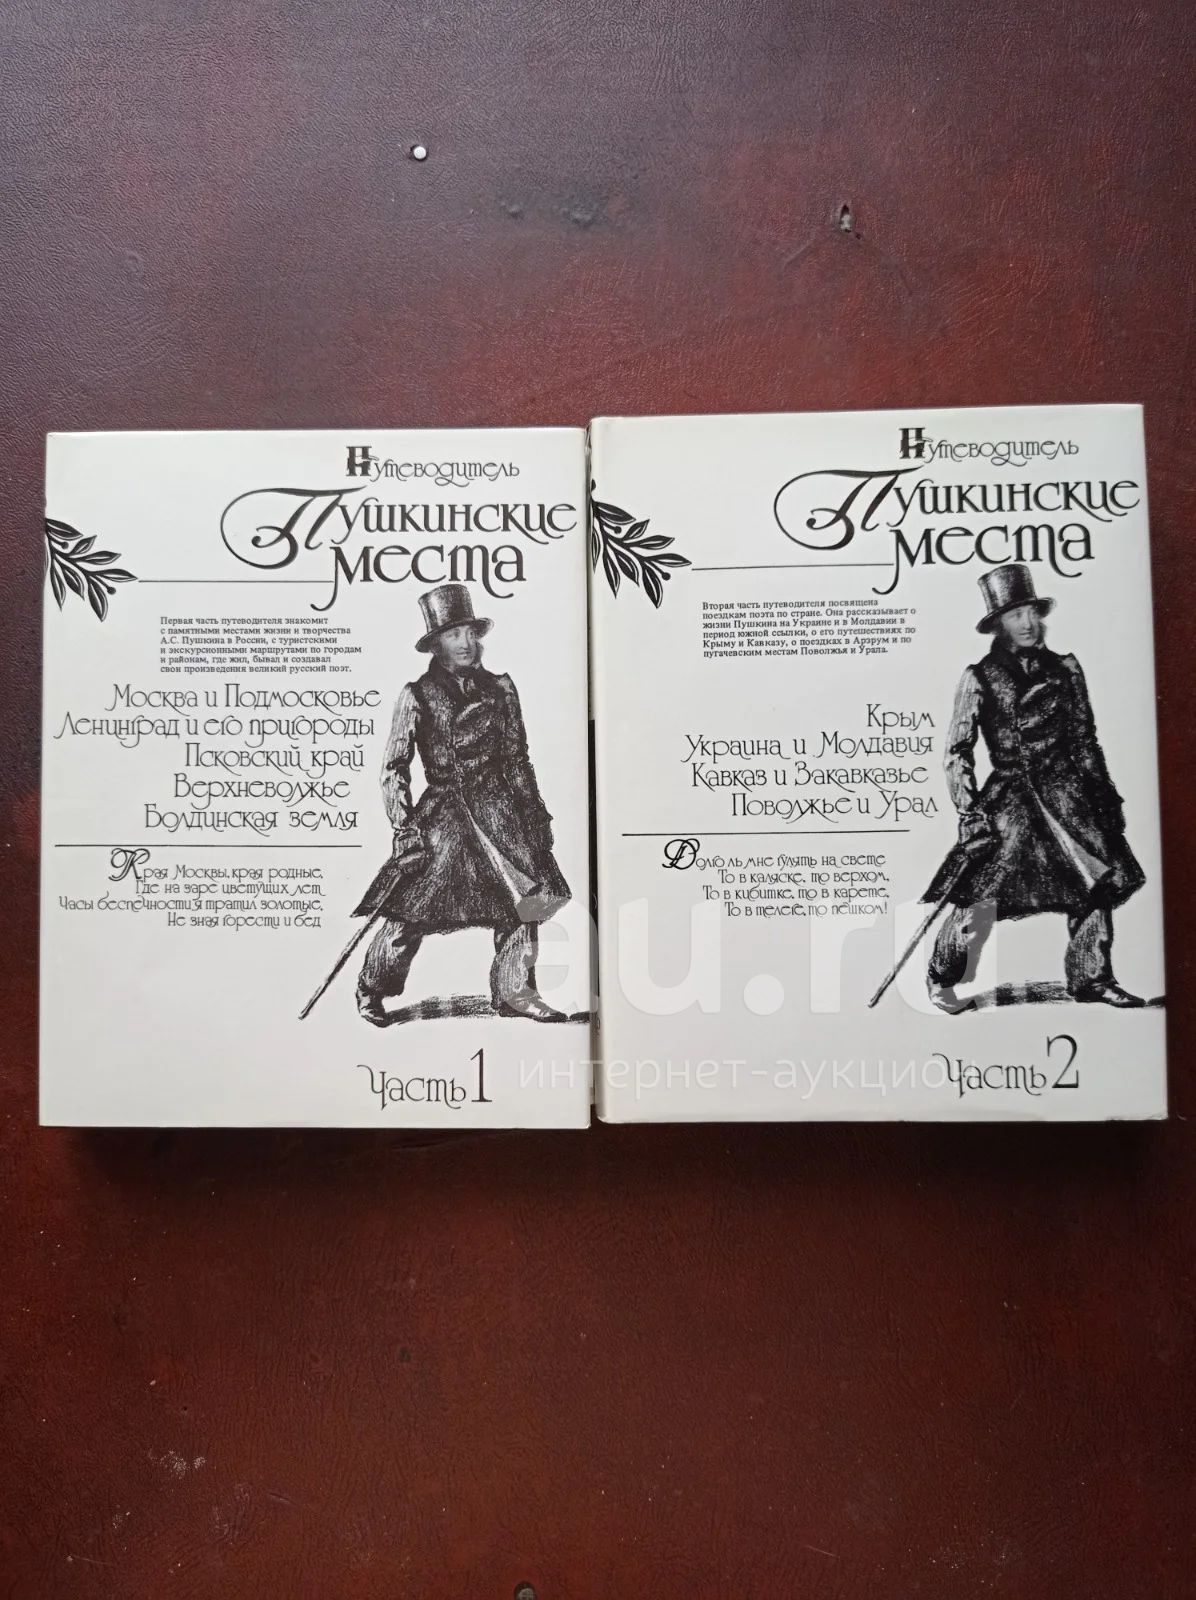 Путеводитель
Пушкинские
места
Первая часть путеводителя знакомит
с памятными местами жизни и творчества
А.С. Пушкина в России, с туристскими
и экскурсионными маршрутами по городам
и районам, где жил, бывал и создавал
свои произведения великий русский поэт.
Москва и Подмосковье
Ленинград и его пригороды
Псковский край
Верхневолжье
Болдинская земля
Края Москвы, края родные,
Где на заре цветущих лет
Часы беспечности я тратил золотые,
Не зная горести и бед
Часть 1
Путеводитель
Пушкинские
места
Вторая часть путеводителя посвящена
поездкам поэта по стране. Она рассказывает о
жизни Пушкина на Украине и в Молдавии в
период южной ссылки, о его путешествиях по
Крыму и Кавказу, о поездках в Арзрум и по
пугачевским местам Поволжья и Урала.
Крым
Украина и Молдавия
Кавказ и Закавказье
Поволжье и Урал
Долго ль мне гулять на свете
То в коляске, то верхом,
То в кибитке, то в карете,
То в телеге, то пешком!
Часть 2
au.ru
интернет-аукцион